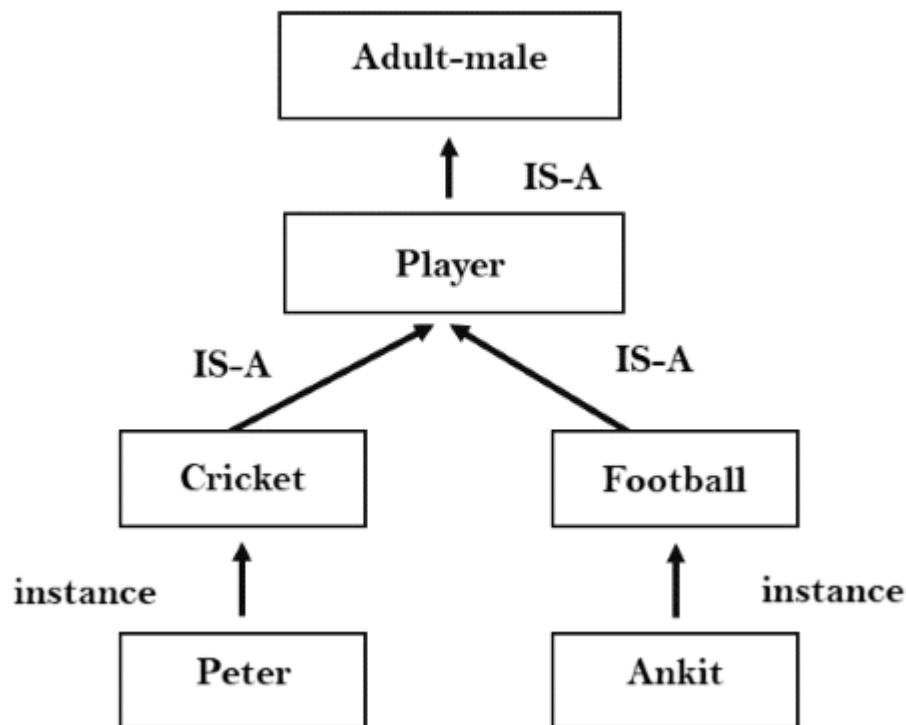 Adult-male
IS-A
Player
IS-A
IS-A
Cricket
Football
instance
instance
Peter
Ankit